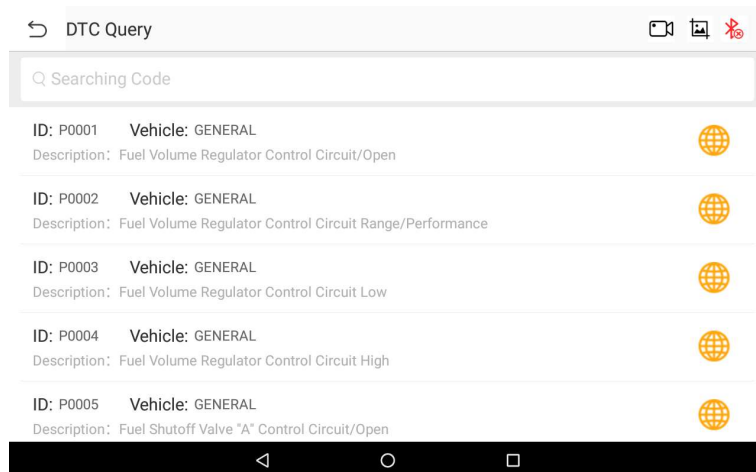 DTC Query
Searching Code
ID: P0001 Vehicle: GENERAL
Description: Fuel Volume Regulator Control Circuit/Open
ID: P0002 Vehicle: GENERAL
Description: Fuel Volume Regulator Control Circuit Range/Performance
ID: P0003 Vehicle: GENERAL
Description: Fuel Volume Regulator Control Circuit Low
ID: P0004 Vehicle: GENERAL
Description: Fuel Volume Regulator Control Circuit High
ID: P0005 Vehicle: GENERAL
Description: Fuel Shutoff Valve "A" Control Circuit/Open